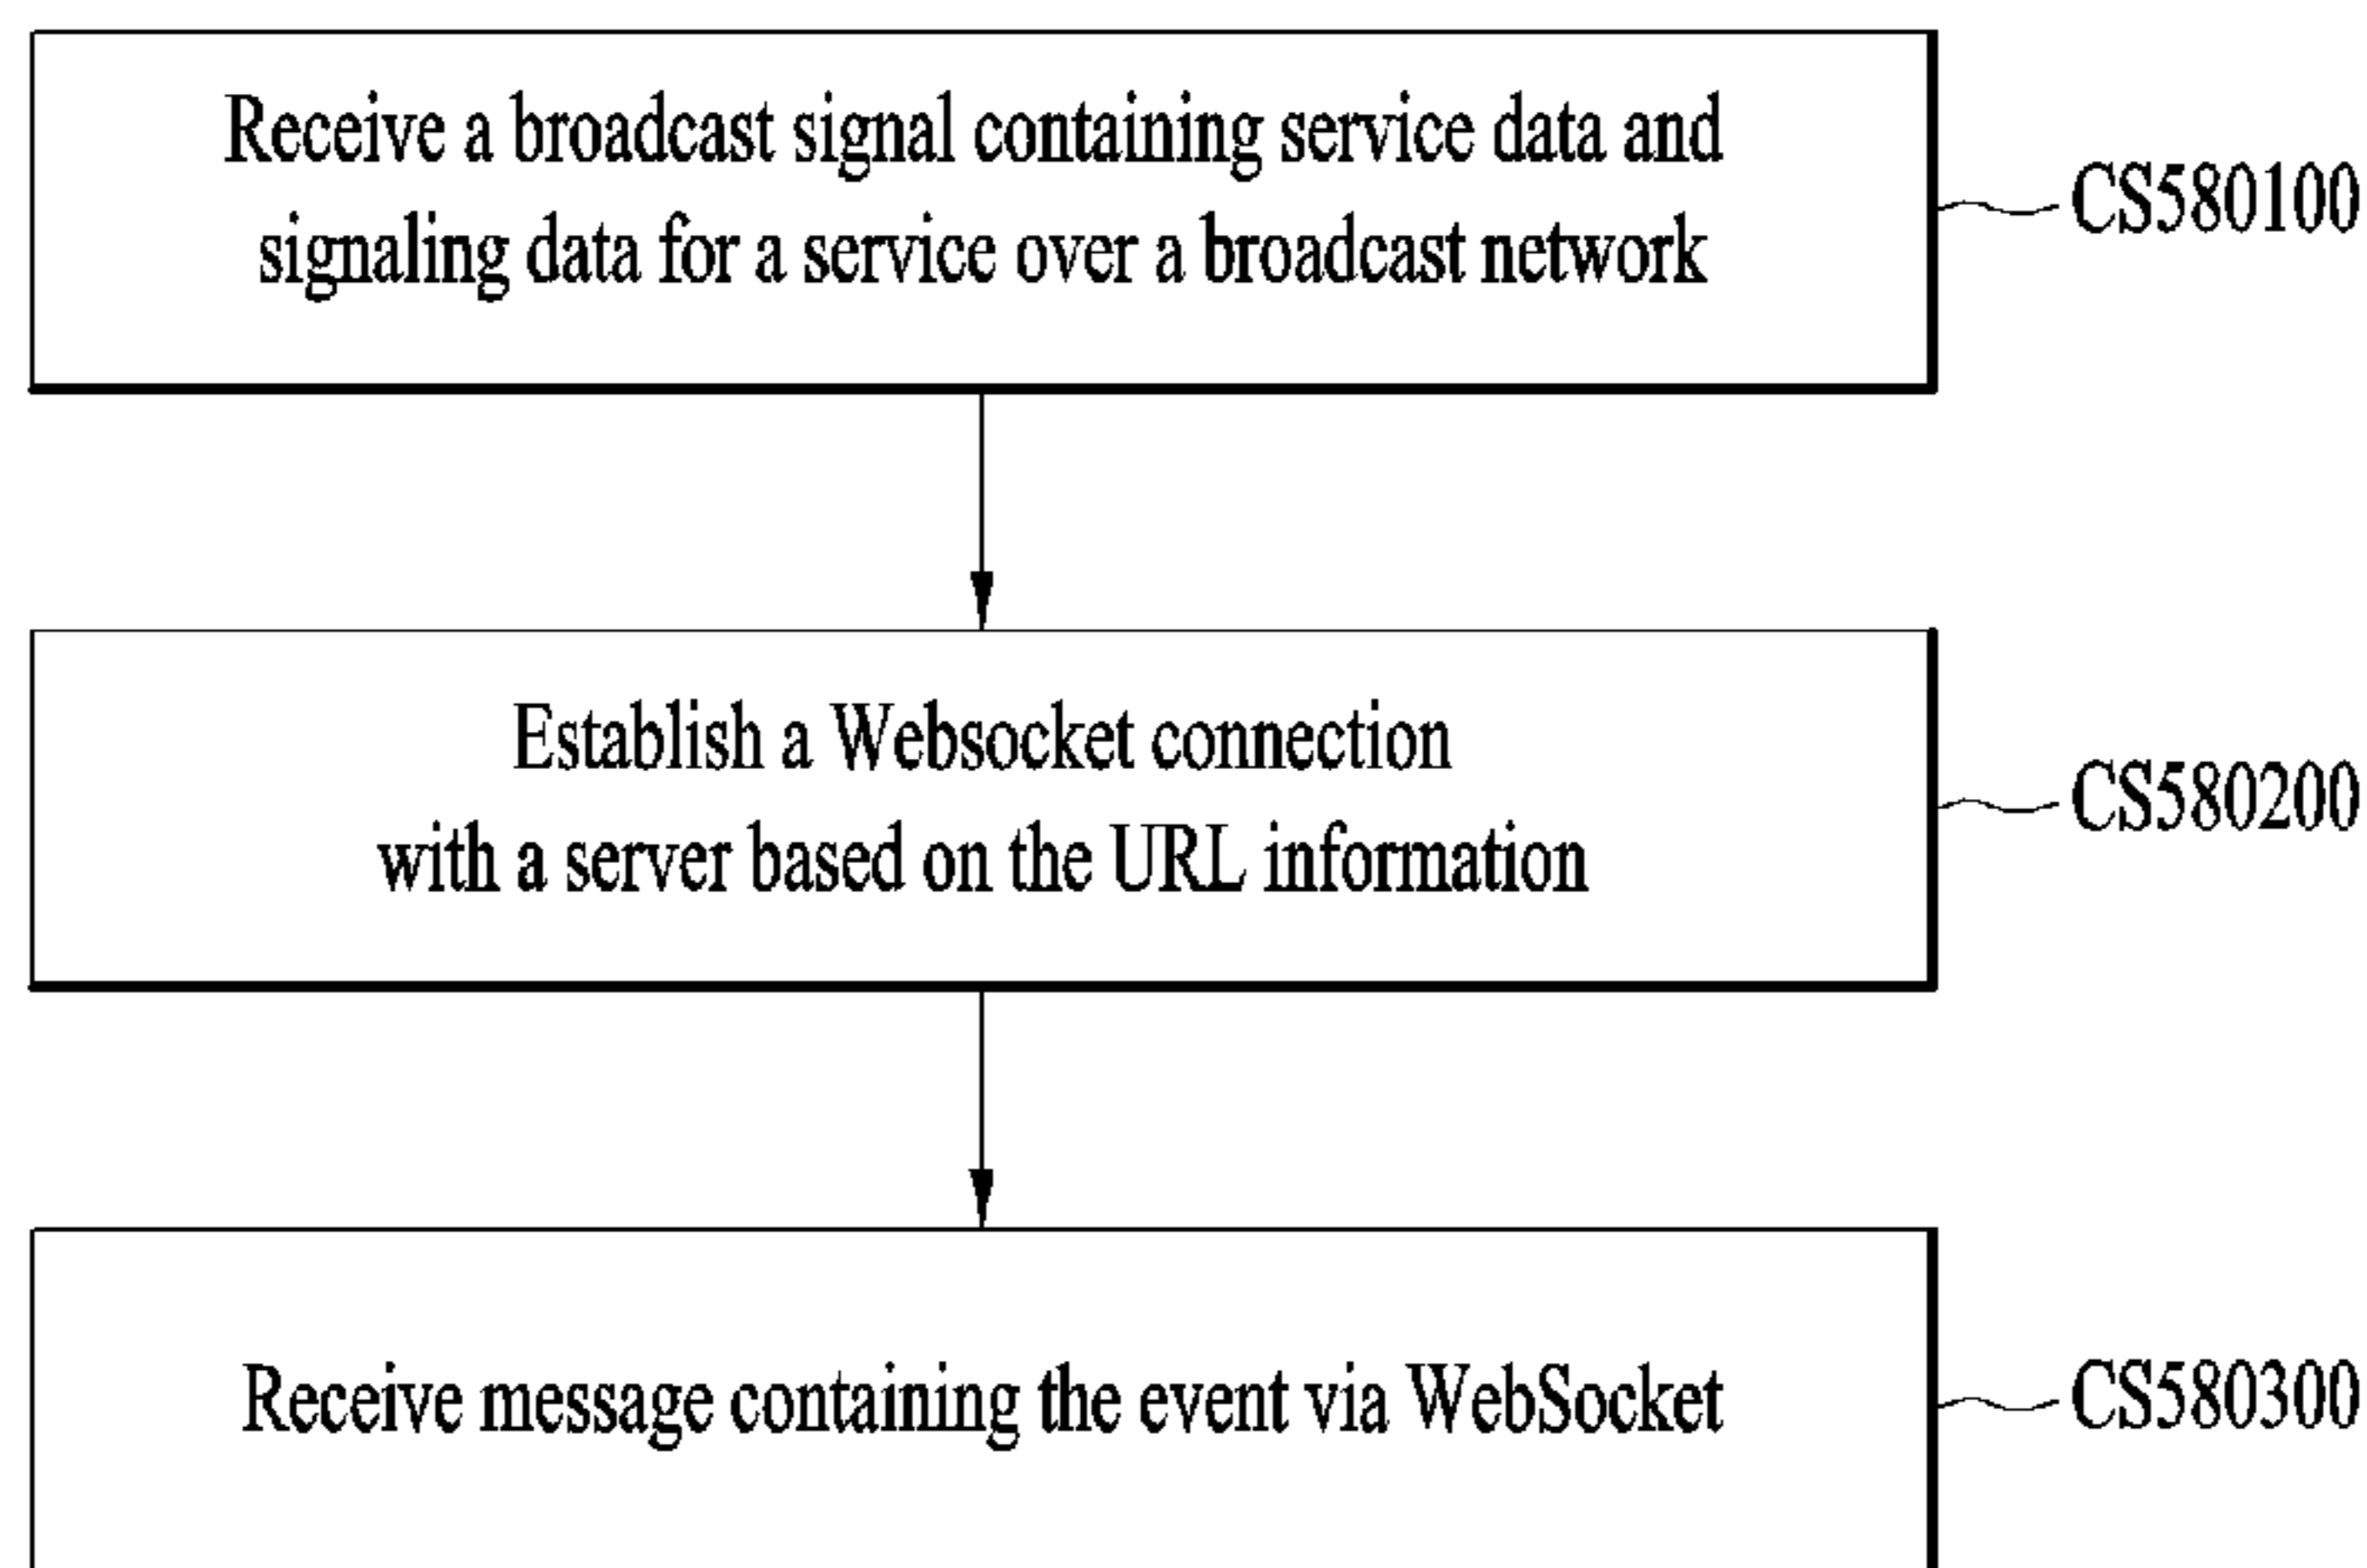 Receive a broadcast signal containing service data and
signaling data for a service over a broadcast network
CS580100
Establish a Websocket connection
with a server based on the URL information
CS580200
Receive message containing the event via WebSocket
CS580300